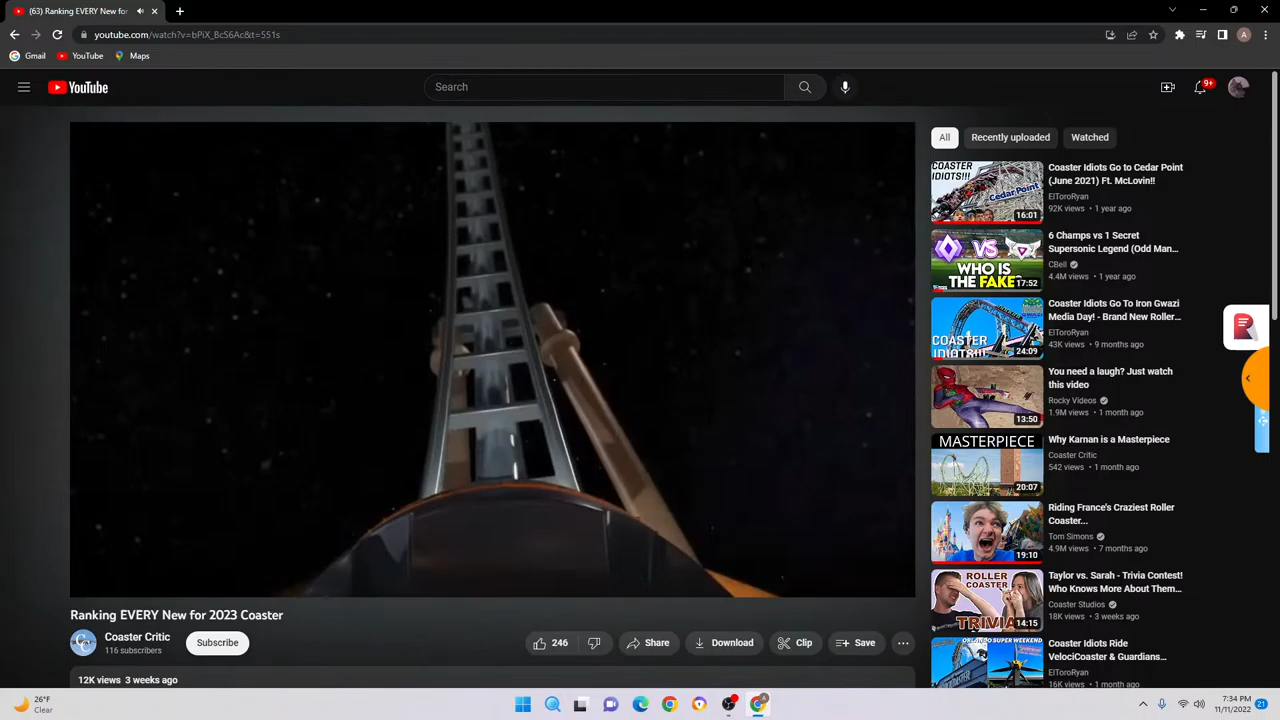 (63) Ranking EVERY New for
youtube.com/watch?v=bPiX_BcS6Ac&t=551s
A
Gmail
YouTube
Maps
YouTube
Search
9+
All
Recently uploaded
Watched
COASTER
IDIOTS!!!
Cedar Point
16:01
Coaster Idiots Go to Cedar Point
(June 2021) Ft. McLovin!!
ElToroRyan
92K views • 1 year ago
VS
WHO IS
THE FAKE
17:52
6 Champs vs 1 Secret
Supersonic Legend (Odd Man...
CBell
4.4M views • 1 year ago
COASTER
IDIOTS!!!
24:09
Coaster Idiots Go To Iron Gwazi
Media Day! - Brand New Roller...
ElToroRyan
43K views • 9 months ago
13:50
You need a laugh? Just watch
this video
Rocky Videos
1.9M views • 1 month ago
MASTERPIECE
20:07
Why Karnan is a Masterpiece
Coaster Critic
542 views • 1 month ago
19:10
Riding France's Craziest Roller
Coaster...
Tom Simons
4.9M views • 7 months ago
ROLLER
COASTER
TRIVIA
14:15
Taylor vs. Sarah - Trivia Contest!
Who Knows More About Them...
Coaster Studios
18K views • 3 weeks ago
ORLANDO SUPER WEEKEND
Coaster Idiots Ride
VelociCoaster & Guardians...
ElToroRyan
16K views • 1 month ago
Ranking EVERY New for 2023 Coaster
Coaster Critic
116 subscribers
Subscribe
246
Share
Download
Clip
Save
12K views 3 weeks ago
26°F
Clear
7:34 PM
11/11/2022
21